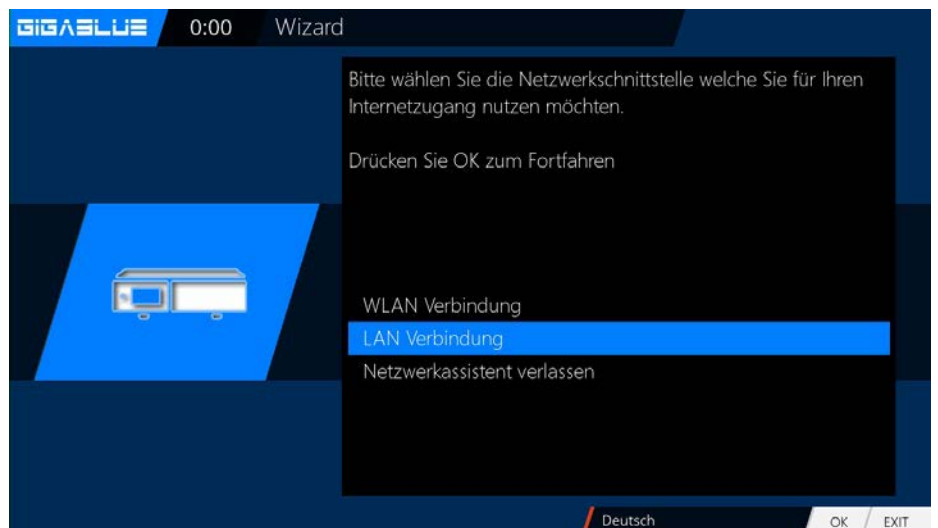 GIGABLUE 0:00 Wizard
Bitte wählen Sie die Netzwerkschnittstelle welche Sie für Ihren
Internetzugang nutzen möchten.
Drücken Sie OK zum Fortfahren
WLAN Verbindung
LAN Verbindung
Netzwerkassistent verlassen
Deutsch OK EXIT